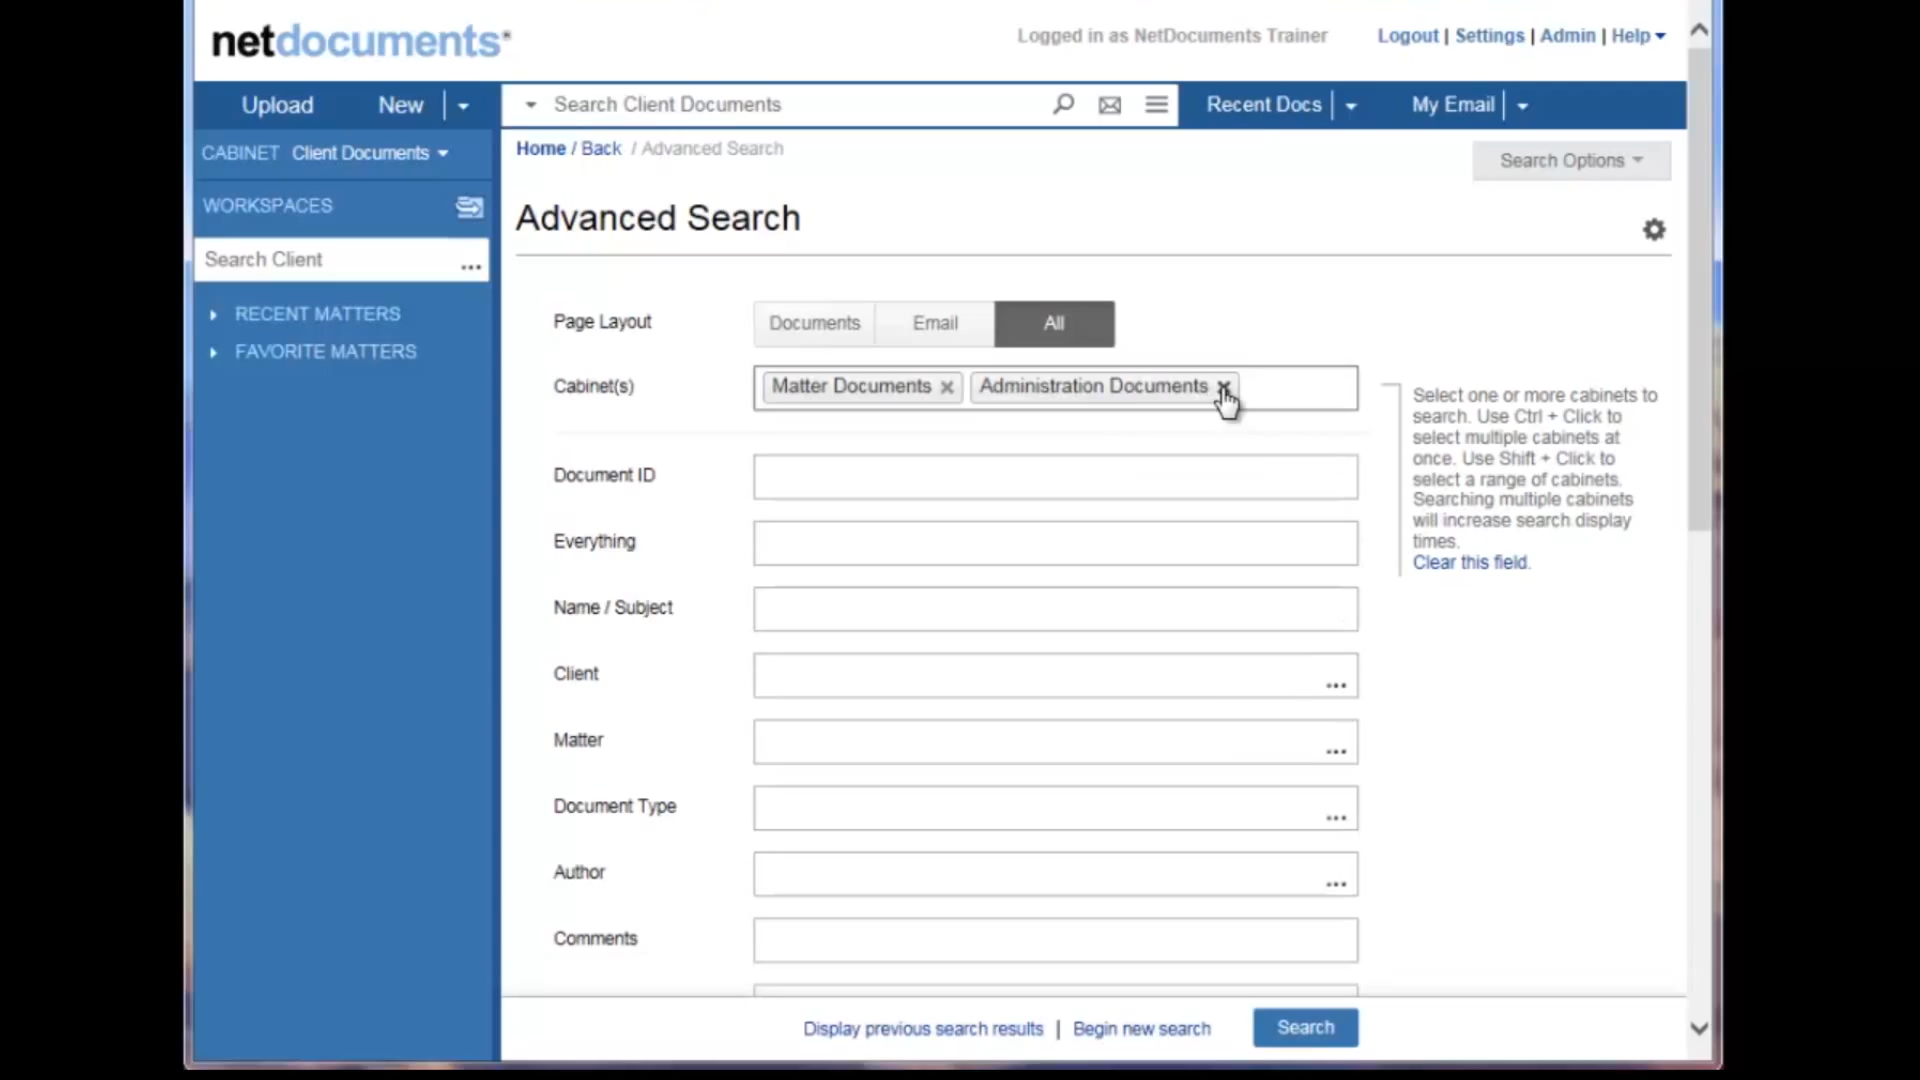 netdocuments
Logged in as NetDocuments Trainer
Logout | Settings | Admin | Help
Upload
New
Search Client Documents
Recent Docs
My Email
CABINET Client Documents
Home / Back / Advanced Search
Search Options
WORKSPACES
Advanced Search
Search Client
...
RECENT MATTERS
FAVORITE MATTERS
Page Layout
Documents
Email
All
Cabinet(s)
Matter Documents ×
Administration Documents ×
Select one or more cabinets to
search. Use Ctrl + Click to
select multiple cabinets at
once. Use Shift + Click to
select a range of cabinets.
Searching multiple cabinets
will increase search display
times.
Clear this field.
Document ID
Everything
Name / Subject
Client
...
Matter
...
Document Type
...
Author
...
Comments
Display previous search results | Begin new search
Search